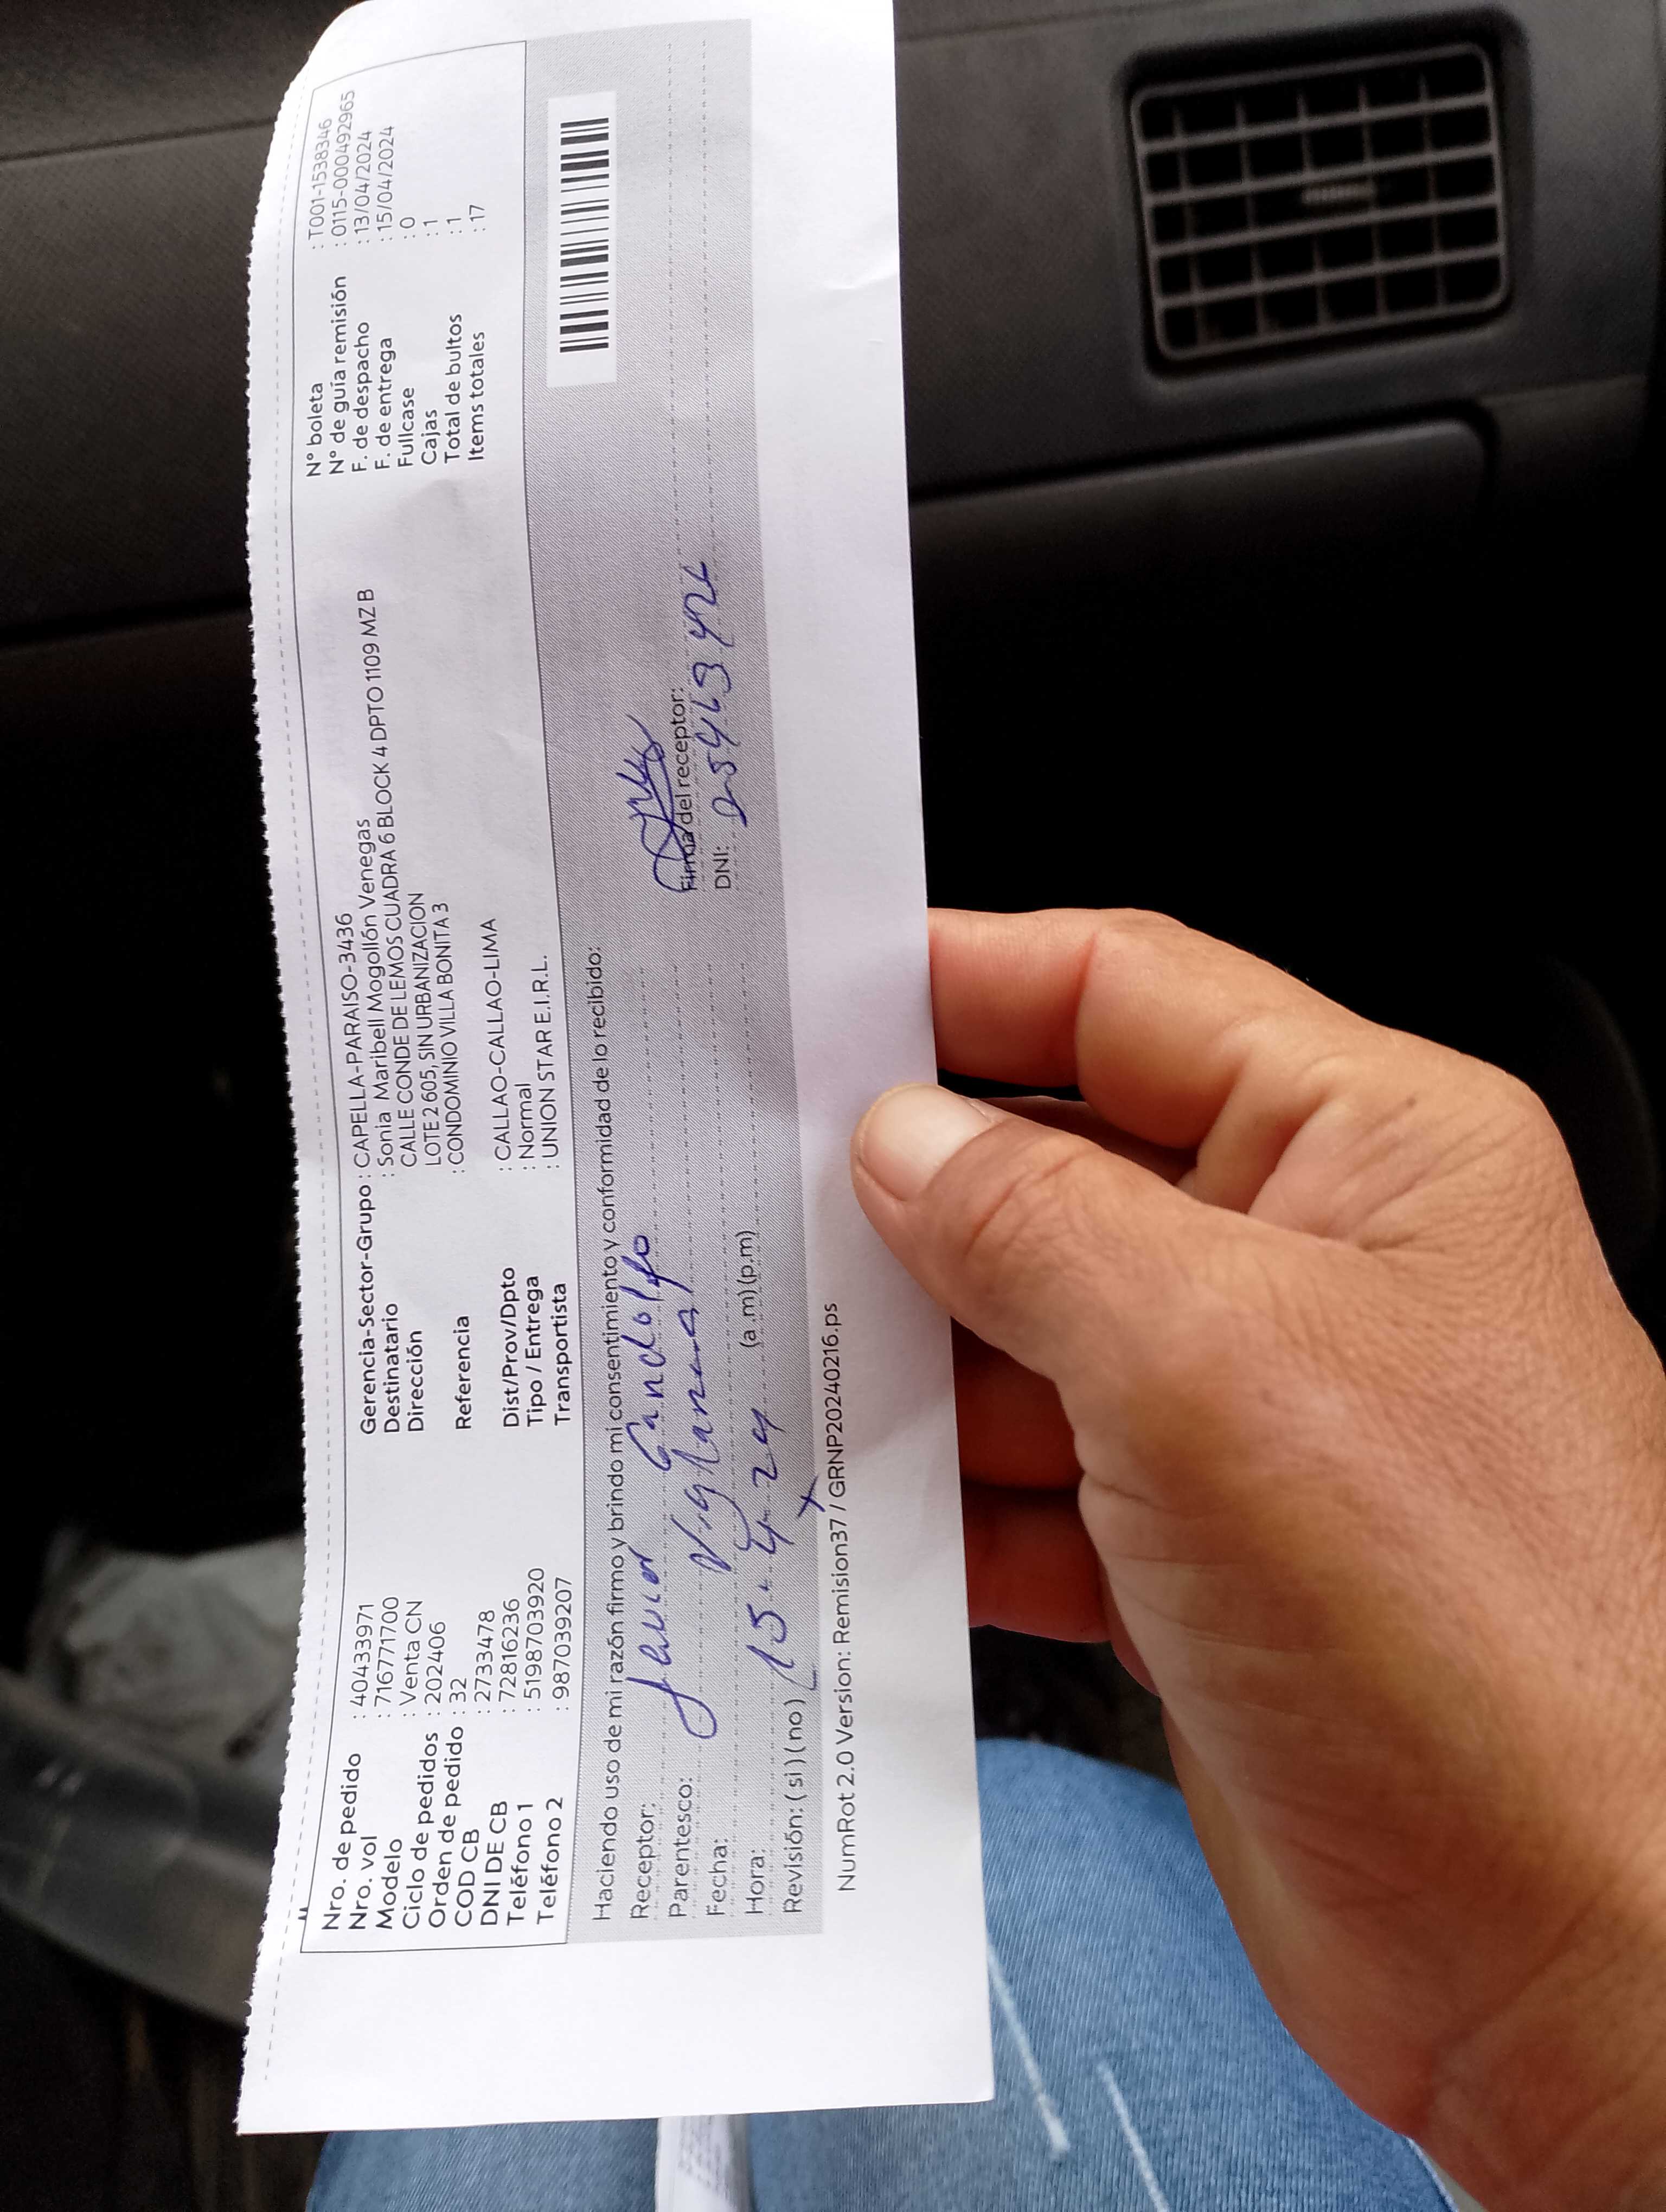 Nro. de pedido : 40433971
Nro. vol : 716771700
Modelo : Venta CN
Ciclo de pedidos : 202406
Orden de pedido : 32
COD CB : 2733478
DNI DE CB : 72816236
Teléfono 1 : 5198703920
Teléfono 2 : 987039207
Gerencia-Sector-Grupo : CAPELLA-PARAISO-3436
Destinatario : Sonia Maribell Mogollón Venegas
Dirección CALLE CONDE DE LEMOS CUADRA 6 BLOCK 4 DPTO 1109 MZ B
LOTE 2 605, SIN URBANIZACION
Referencia : CONDOMINIO VILLA BONITA 3
Dist/Prov/Dpto : CALLAO-CALLAO-LIMA
Tipo / Entrega : Normal
Transportista : UNION STAR E.I.R.L.
N° boleta : T001-1538346
N° de guía remisión : 0115-000492965
F. de despacho : 13/04/2024
F. de entrega : 15/04/2024
Fullcase : 0
Cajas : 1
Total de bultos : 1
Items totales : 17
Haciendo uso de mi razón firmo y brindo mi consentimiento y conformidad de lo recibido:
Receptor: Javier Gandolfo
Parentesco: Vigilancia
Fecha: 15-4-24
Hora: (a.m) (p.m)
Revisión: ( si ) ( no )
Firma del receptor:
DNI:
NumRot 2.0 Version: Remision37 / GRNP20240216.ps